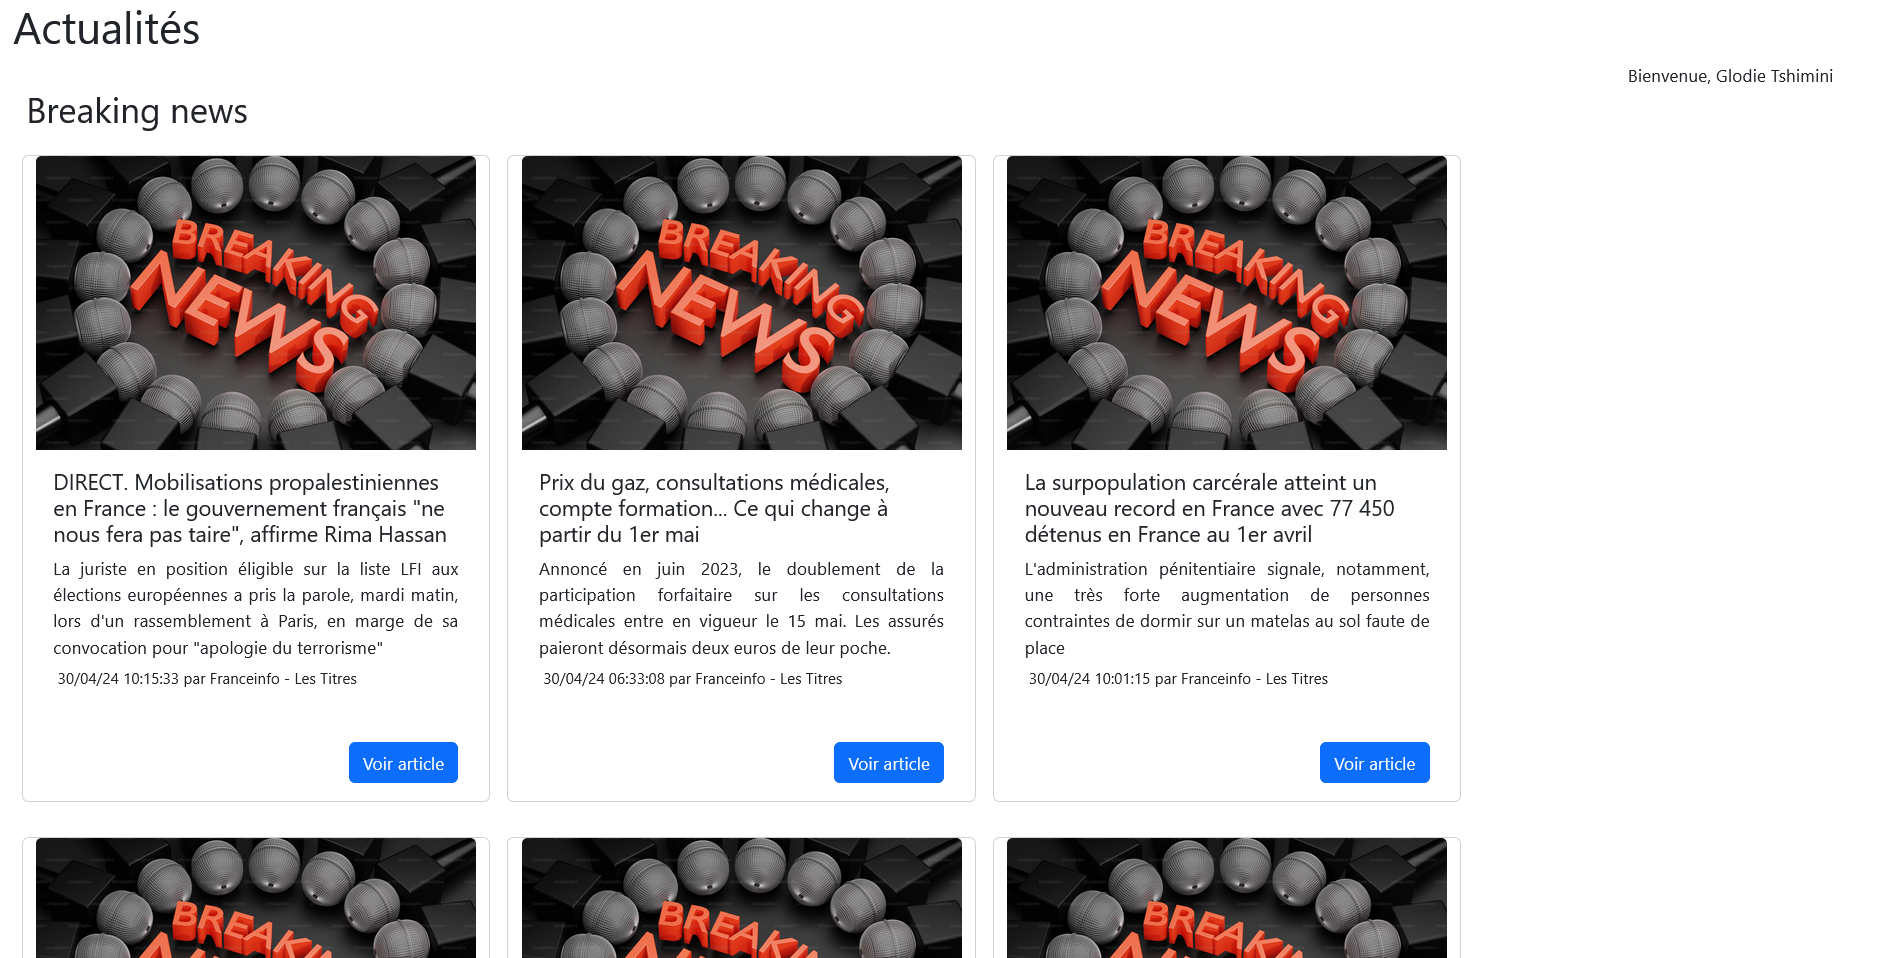 Actualités
Bienvenue, Glodie Tshimini
Breaking news
BREAKING
NEWS
DIRECT. Mobilisations propalestiniennes
en France : le gouvernement français "ne
nous fera pas taire", affirme Rima Hassan
La juriste en position éligible sur la liste LFI aux
élections européennes a pris la parole, mardi matin,
lors d'un rassemblement à Paris, en marge de sa
convocation pour "apologie du terrorisme"
30/04/24 10:15:33 par Franceinfo - Les Titres
Voir article
BREAKING
NEWS
Prix du gaz, consultations médicales,
compte formation... Ce qui change à
partir du 1er mai
Annoncé en juin 2023, le doublement de la
participation forfaitaire sur les consultations
médicales entre en vigueur le 15 mai. Les assurés
paieront désormais deux euros de leur poche.
30/04/24 06:33:08 par Franceinfo - Les Titres
Voir article
BREAKING
NEWS
La surpopulation carcérale atteint un
nouveau record en France avec 77 450
détenus en France au 1er avril
L'administration pénitentiaire signale, notamment,
une très forte augmentation de personnes
contraintes de dormir sur un matelas au sol faute de
place
30/04/24 10:01:15 par Franceinfo - Les Titres
Voir article